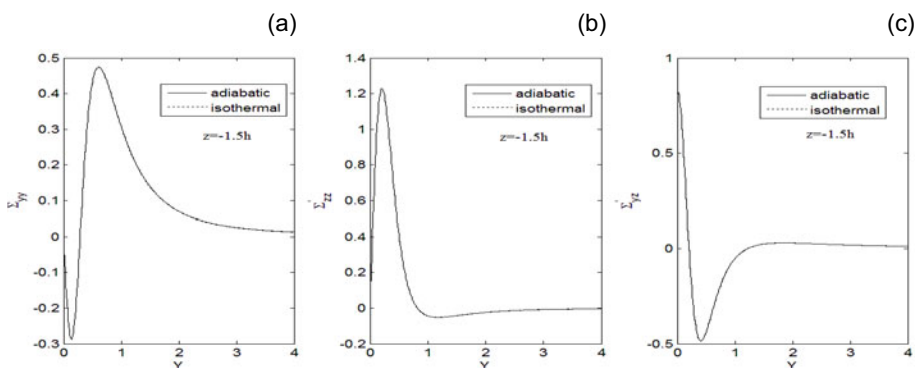 (a) (b) (c)
0.5
0.4
0.3
0.2
0.1
0
-0.1
-0.2
-0.3
0 1 2 3 4
Y
Σyy
adiabatic
isothermal
z=-1.5h
1.4
1.2
1
0.8
0.6
0.4
0.2
0
-0.2
0 1 2 3 4
Y
Σ'zz
adiabatic
isothermal
z=-1.5h
1
0.5
0
-0.5
0 1 2 3 4
Y
Σ'yz
adiabatic
isothermal
z=-1.5h